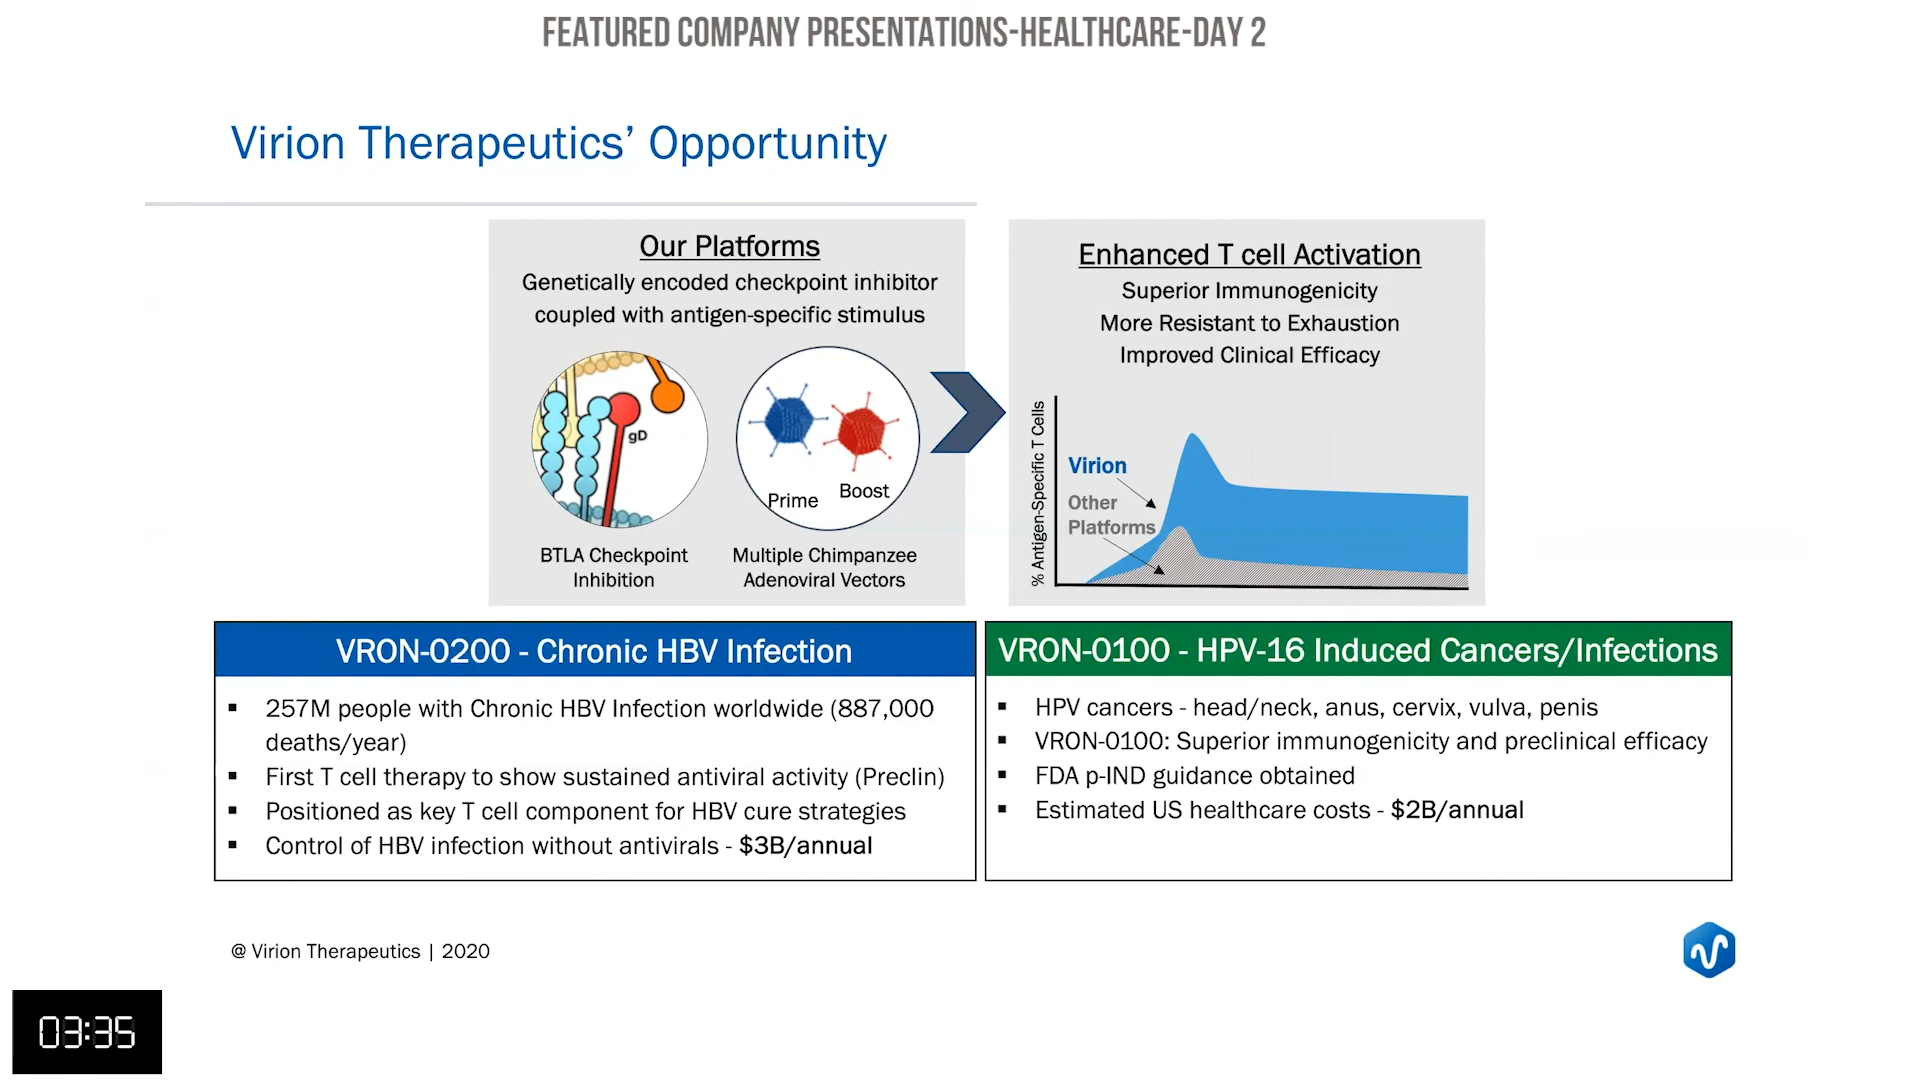 FEATURED COMPANY PRESENTATIONS-HEALTHCARE-DAY 2
Virion Therapeutics’ Opportunity
Our Platforms
Genetically encoded checkpoint inhibitor
coupled with antigen-specific stimulus
gD
Prime
Boost
BTLA Checkpoint
Inhibition
Multiple Chimpanzee
Adenoviral Vectors
Enhanced T cell Activation
Superior Immunogenicity
More Resistant to Exhaustion
Improved Clinical Efficacy
% Antigen-Specific T Cells
Virion
Other
Platforms
VRON-0200 - Chronic HBV Infection
▪ 257M people with Chronic HBV Infection worldwide (887,000
deaths/year)
▪ First T cell therapy to show sustained antiviral activity (Preclin)
▪ Positioned as key T cell component for HBV cure strategies
▪ Control of HBV infection without antivirals - $3B/annual
VRON-0100 - HPV-16 Induced Cancers/Infections
▪ HPV cancers - head/neck, anus, cervix, vulva, penis
▪ VRON-0100: Superior immunogenicity and preclinical efficacy
▪ FDA p-IND guidance obtained
▪ Estimated US healthcare costs - $2B/annual
@ Virion Therapeutics | 2020
03:35